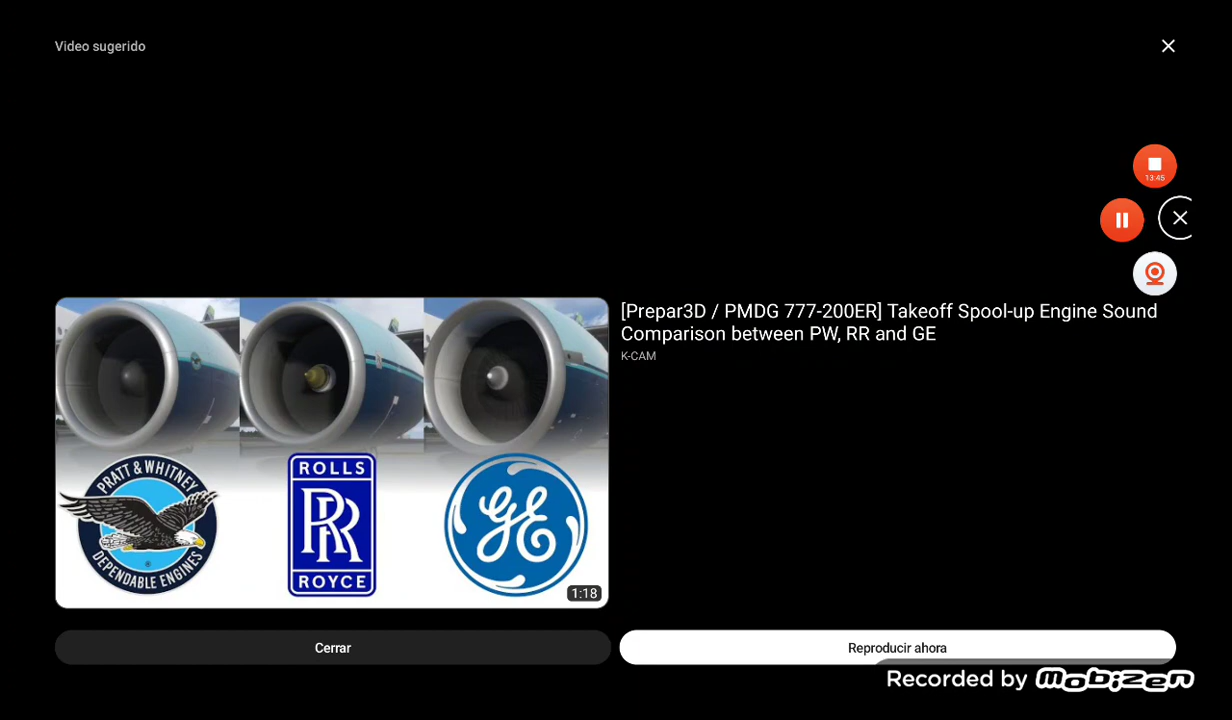 Video sugerido
13:45
[Prepar3D / PMDG 777-200ER] Takeoff Spool-up Engine Sound
Comparison between PW, RR and GE
K-CAM
PRATT & WHITNEY
DEPENDABLE ENGINES
®
ROLLS
RR
ROYCE
GE
1:18
Cerrar
Reproducir ahora
Recorded by mobizen